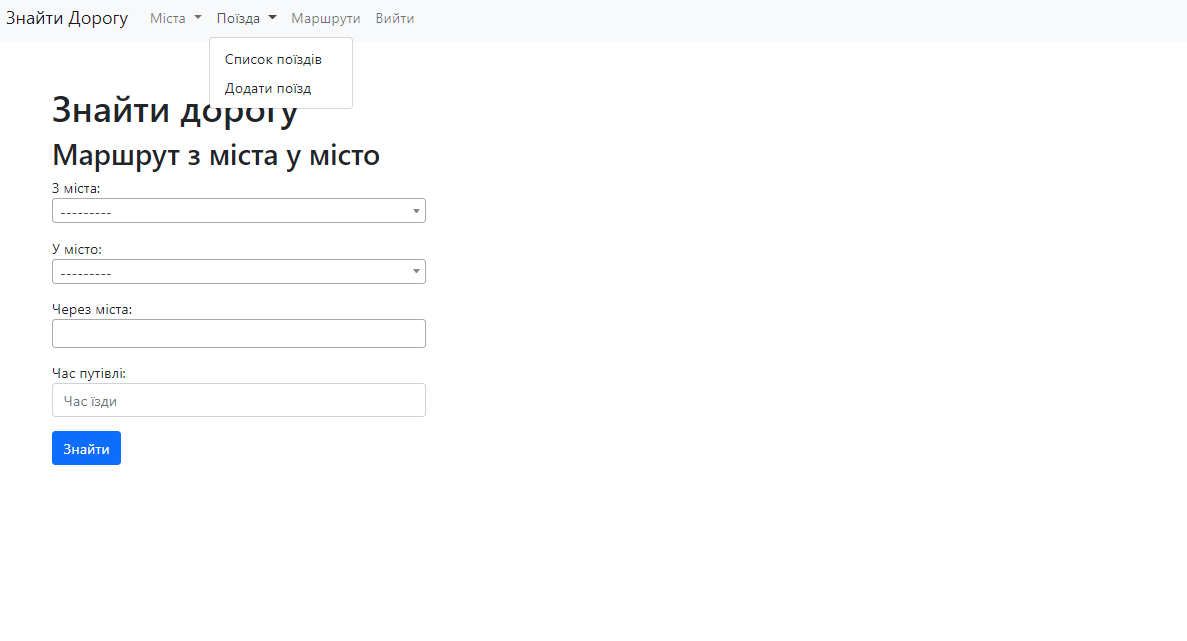 Знайти Дорогу Міста Поїзда Маршрути Вийти
Список поїздів
Додати поїзд
Знайти дорогу
Маршрут з міста у місто
З міста:
---------
У місто:
---------
Через міста:
Час путівлі:
Час їзди
Знайти